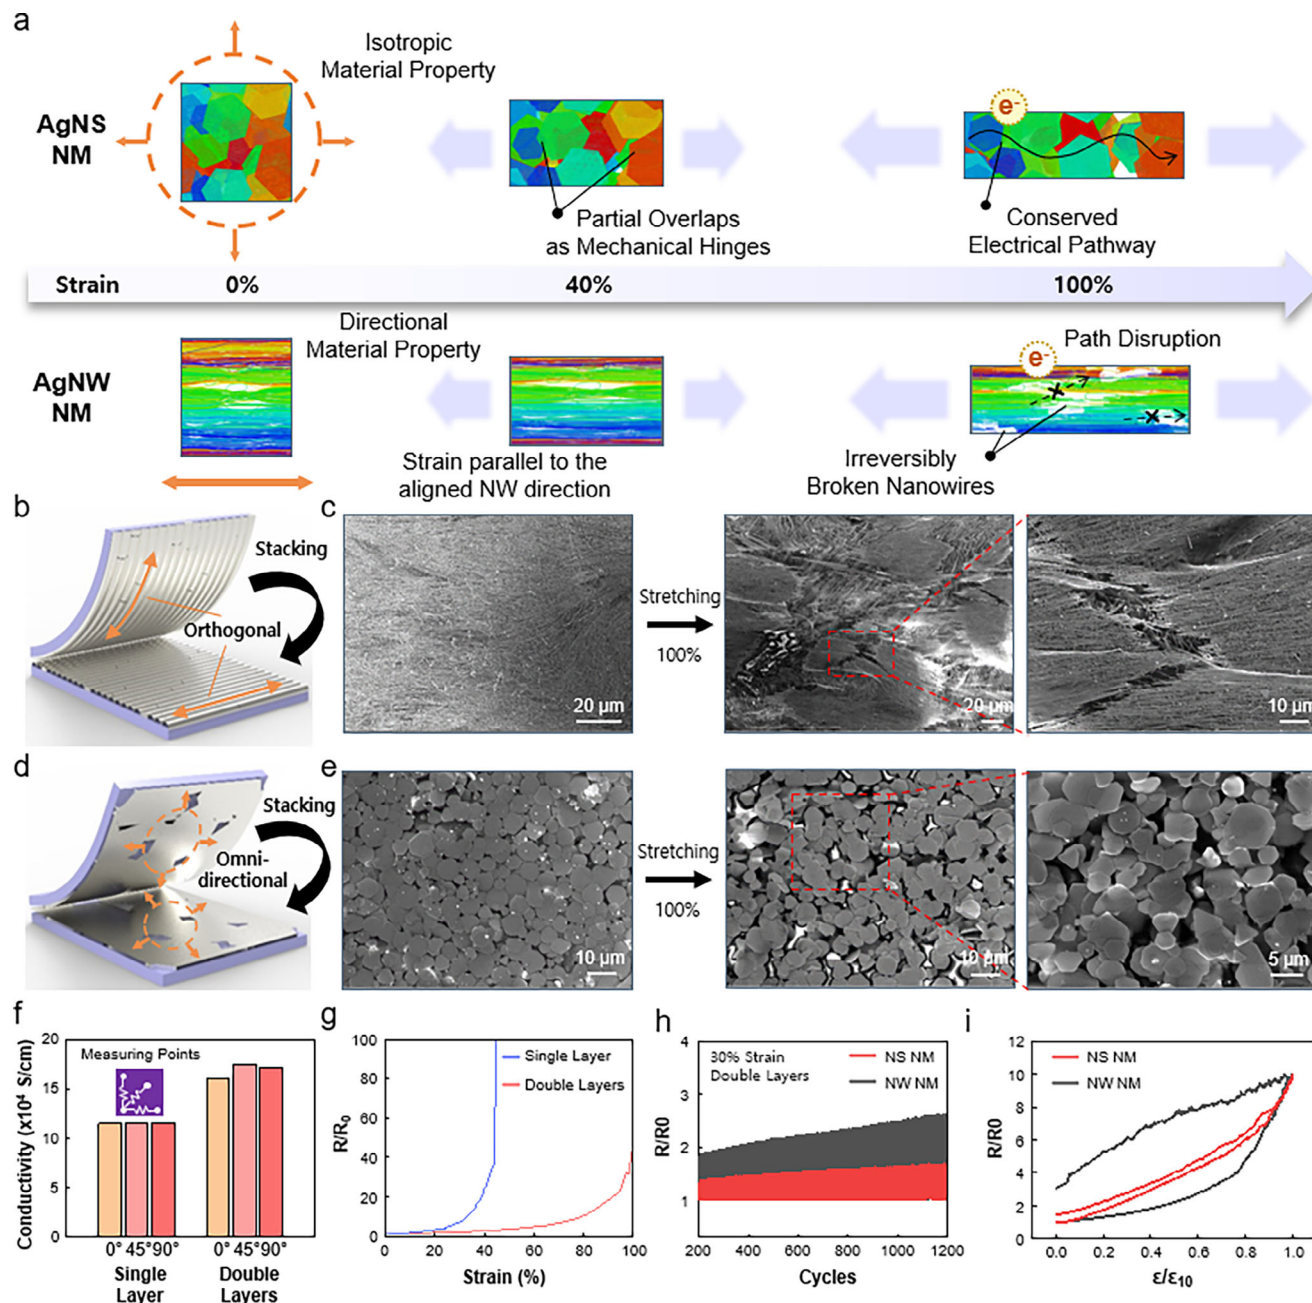 a
Isotropic
Material Property
AgNS
NM
e-
Partial Overlaps
as Mechanical Hinges
Conserved
Electrical Pathway
Strain
0%
40%
100%
Directional
Material Property
AgNW
NM
e-
Path Disruption
Strain parallel to the
aligned NW direction
Irreversibly
Broken Nanowires
b
Stacking
Orthogonal
c
20 µm
Stretching
100%
20 µm
10 µm
d
Stacking
Omni-
directional
e
10 µm
Stretching
100%
10 µm
5 µm
f
Conductivity (x10⁴ S/cm)
20
15
10
5
0
Measuring Points
0° 45° 90°
0° 45° 90°
Single
Layer
Double
Layers
g
R/R₀
100
80
60
40
20
0
Single Layer
Double Layers
0
20
40
60
80
100
Strain (%)
h
R/R0
4
3
2
1
30% Strain
Double Layers
NS NM
NW NM
200
400
600
800
1000
1200
Cycles
i
R/R0
12
10
8
6
4
2
0
NS NM
NW NM
0.0
0.2
0.4
0.6
0.8
1.0
ε/ε₁₀